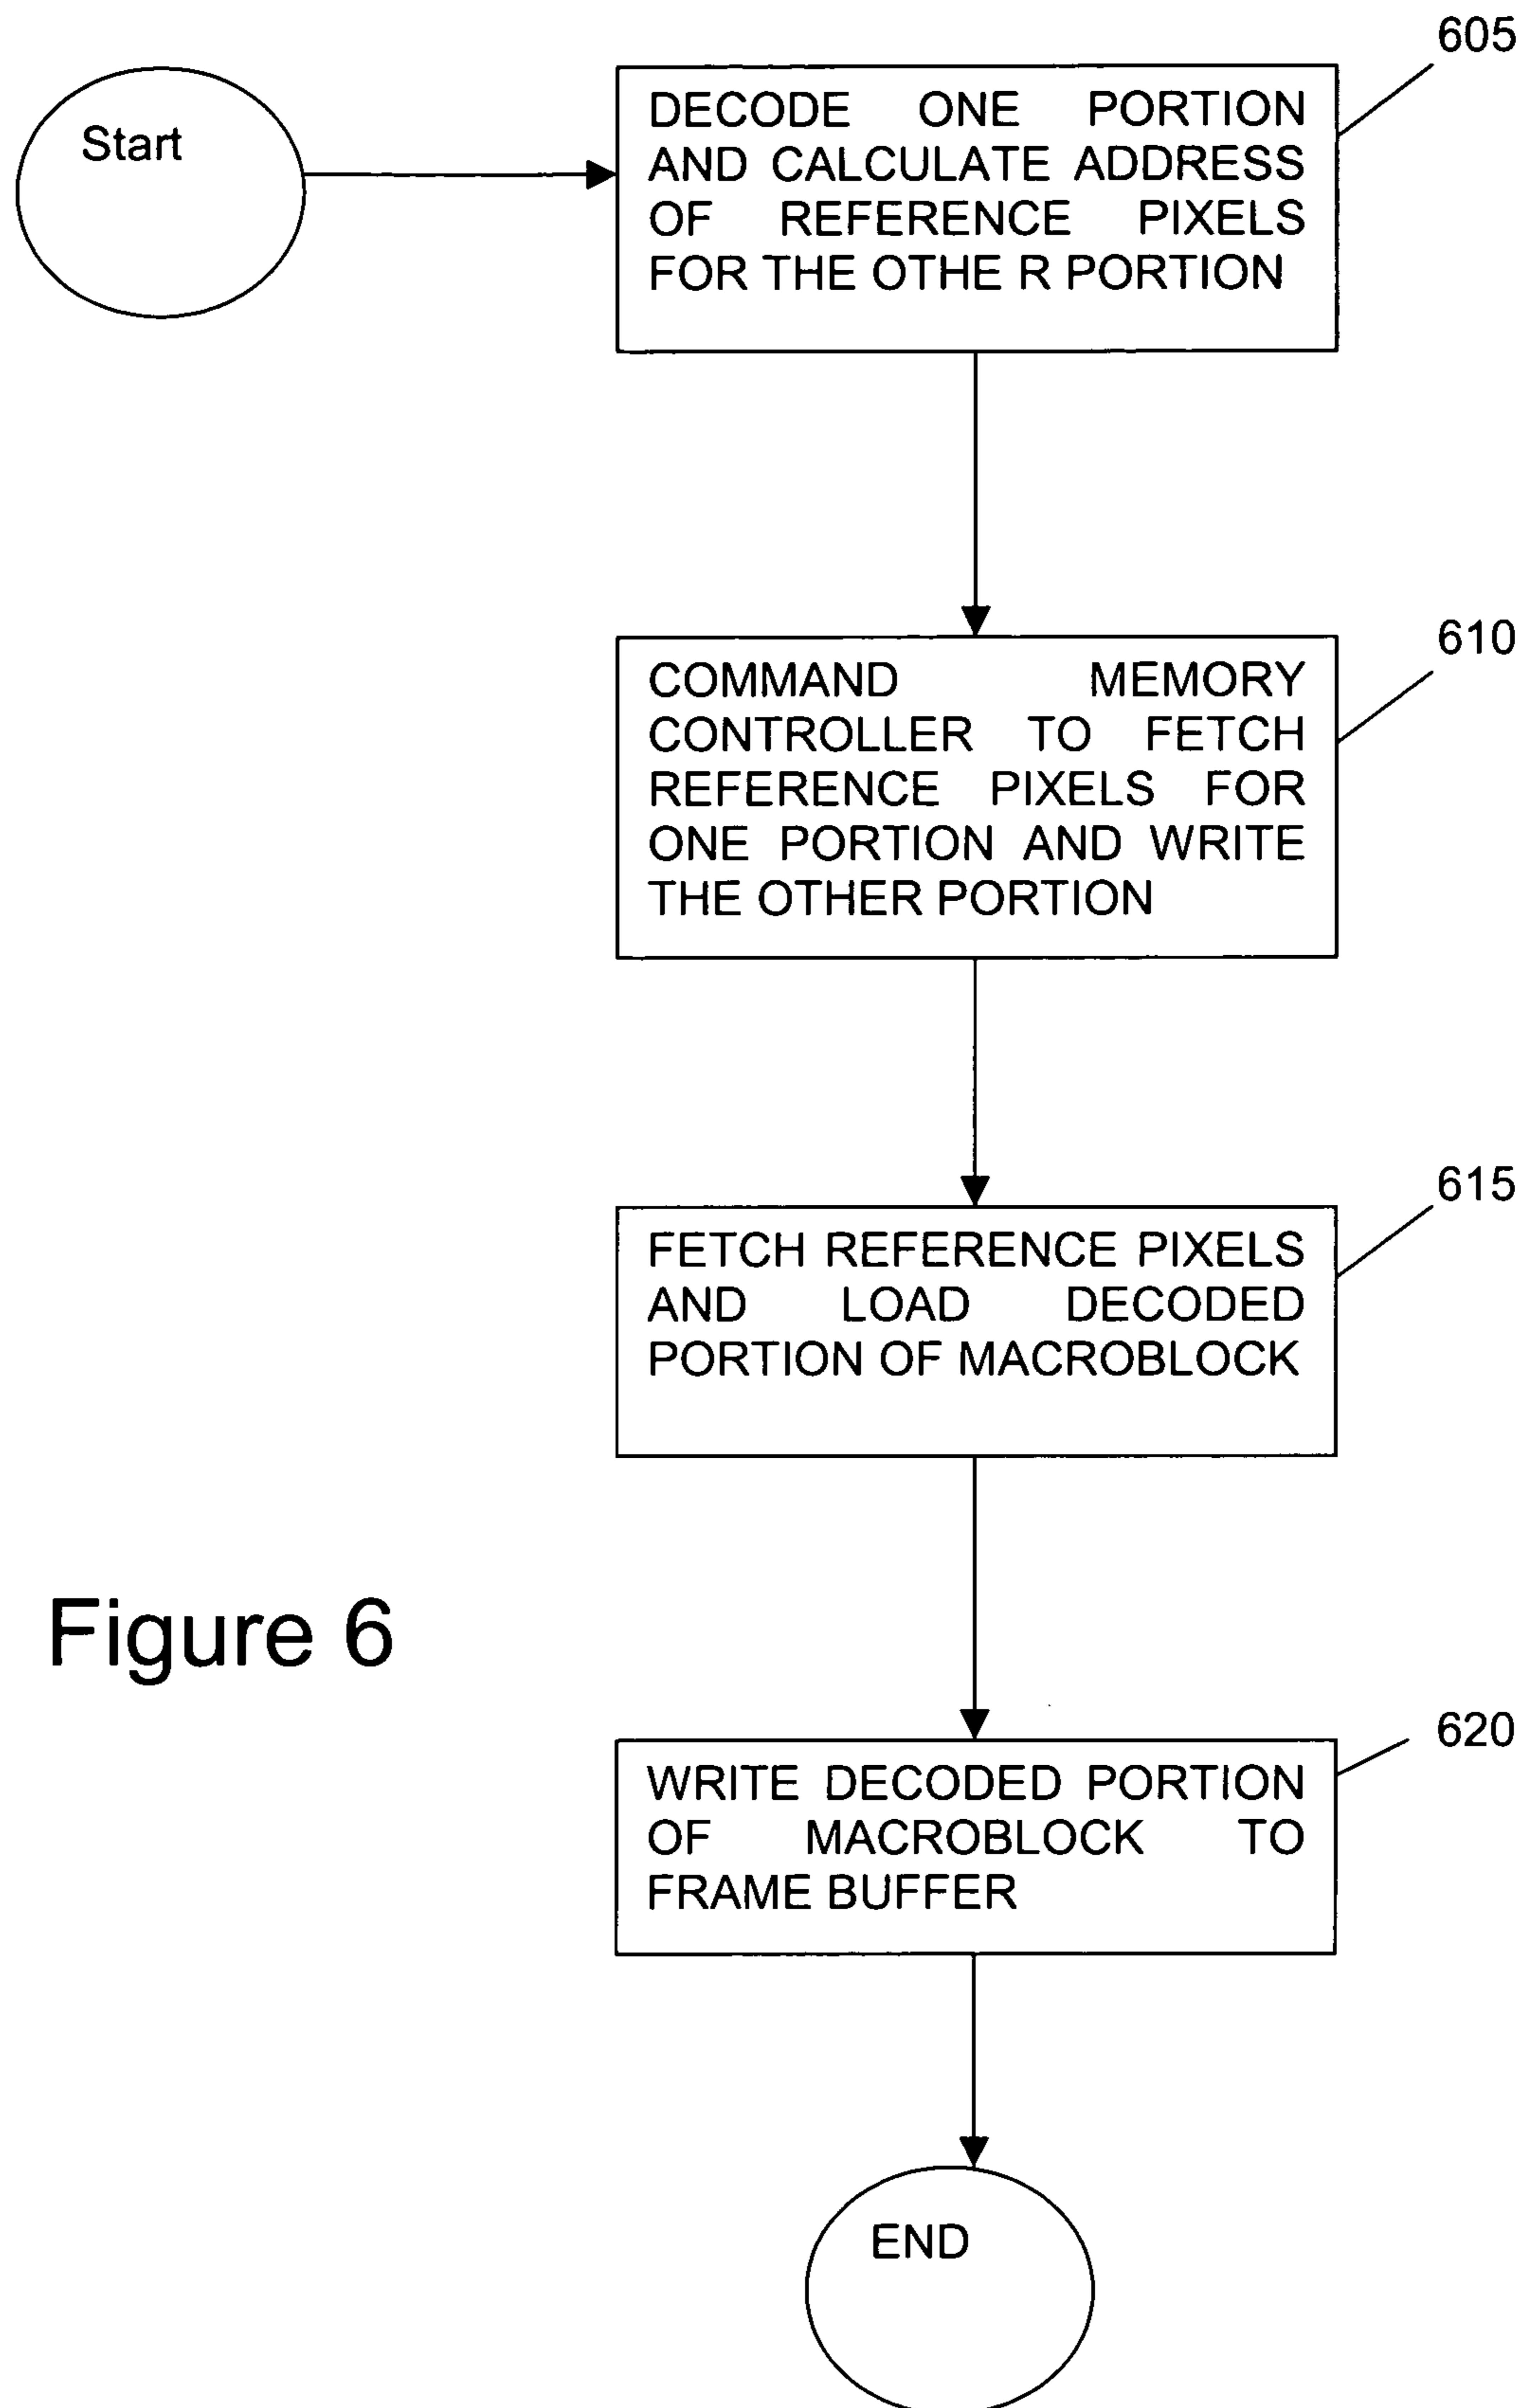 605
Start
DECODE ONE PORTION
AND CALCULATE ADDRESS
OF REFERENCE PIXELS
FOR THE OTHE R PORTION
610
COMMAND MEMORY
CONTROLLER TO FETCH
REFERENCE PIXELS FOR
ONE PORTION AND WRITE
THE OTHER PORTION
615
FETCH REFERENCE PIXELS
AND LOAD DECODED
PORTION OF MACROBLOCK
Figure 6
620
WRITE DECODED PORTION
OF MACROBLOCK TO
FRAME BUFFER
END